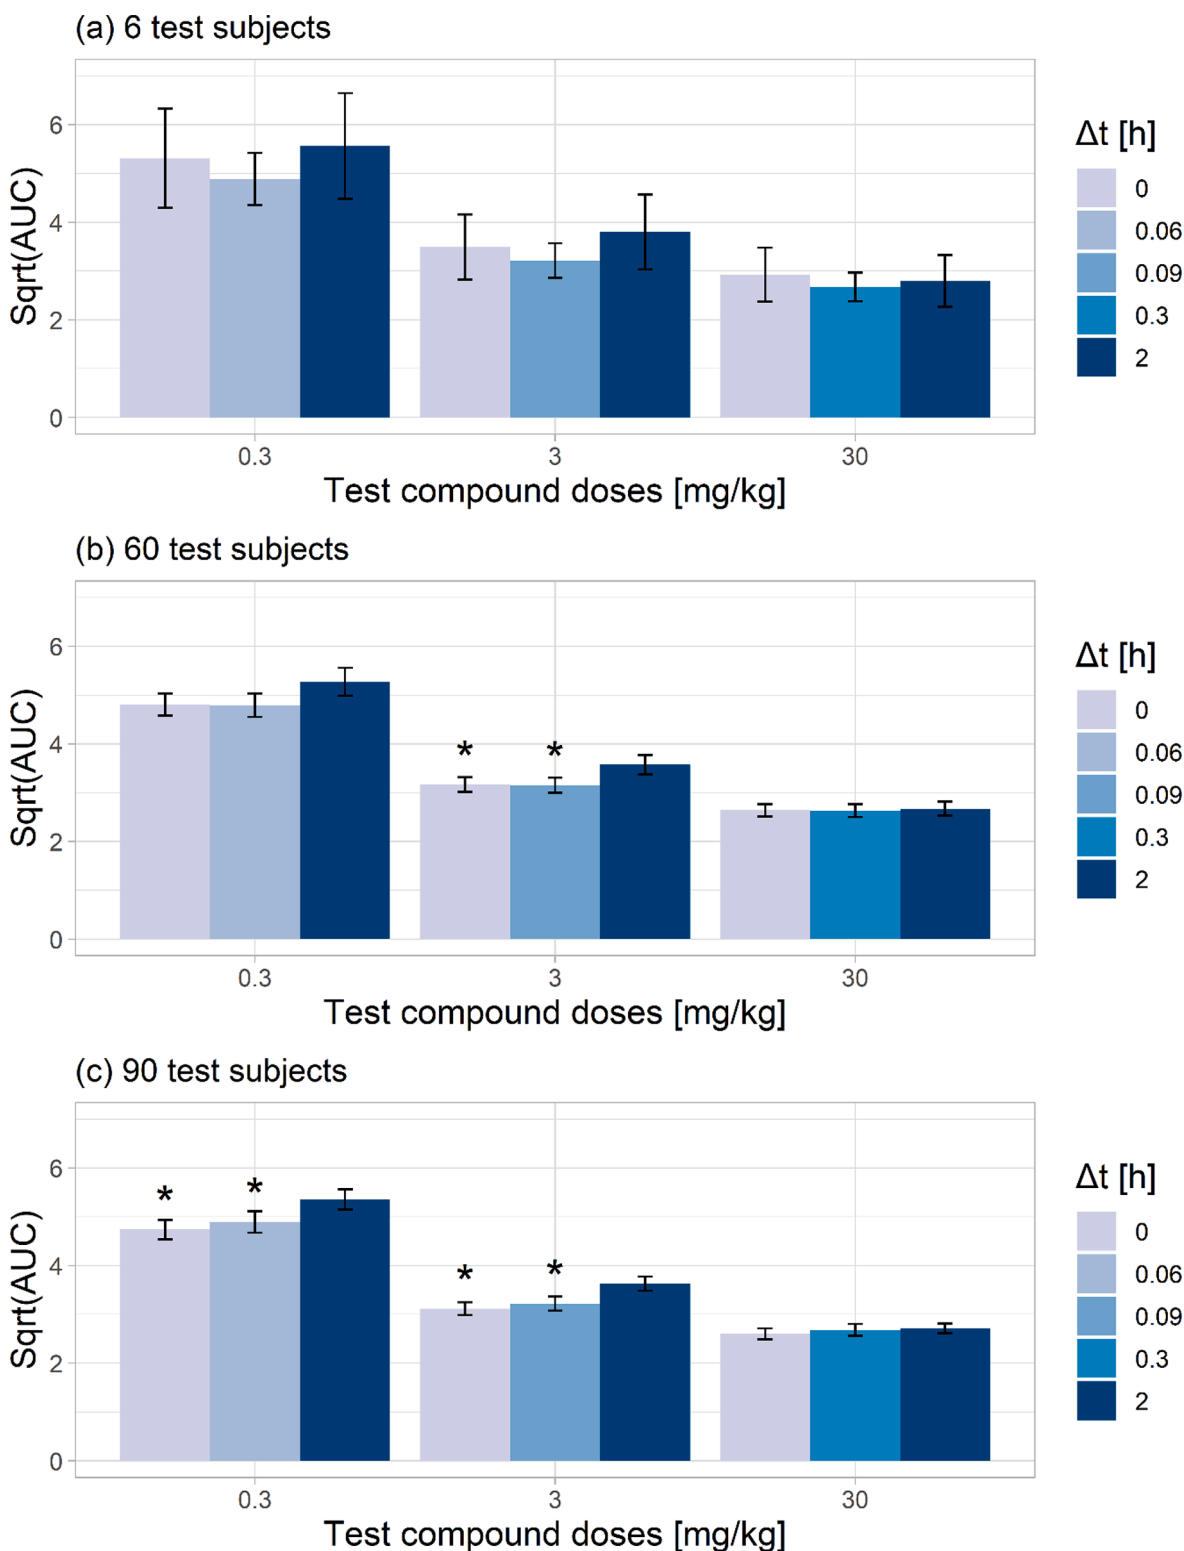 (a) 6 test subjects
6
4
2
0
Sqrt(AUC)
0.3 3 30
Test compound doses [mg/kg]
Δt [h]
0
0.06
0.09
0.3
2
(b) 60 test subjects
6
4
* *
2
0
Sqrt(AUC)
0.3 3 30
Test compound doses [mg/kg]
Δt [h]
0
0.06
0.09
0.3
2
(c) 90 test subjects
6
* *
4
* *
2
0
Sqrt(AUC)
0.3 3 30
Test compound doses [mg/kg]
Δt [h]
0
0.06
0.09
0.3
2